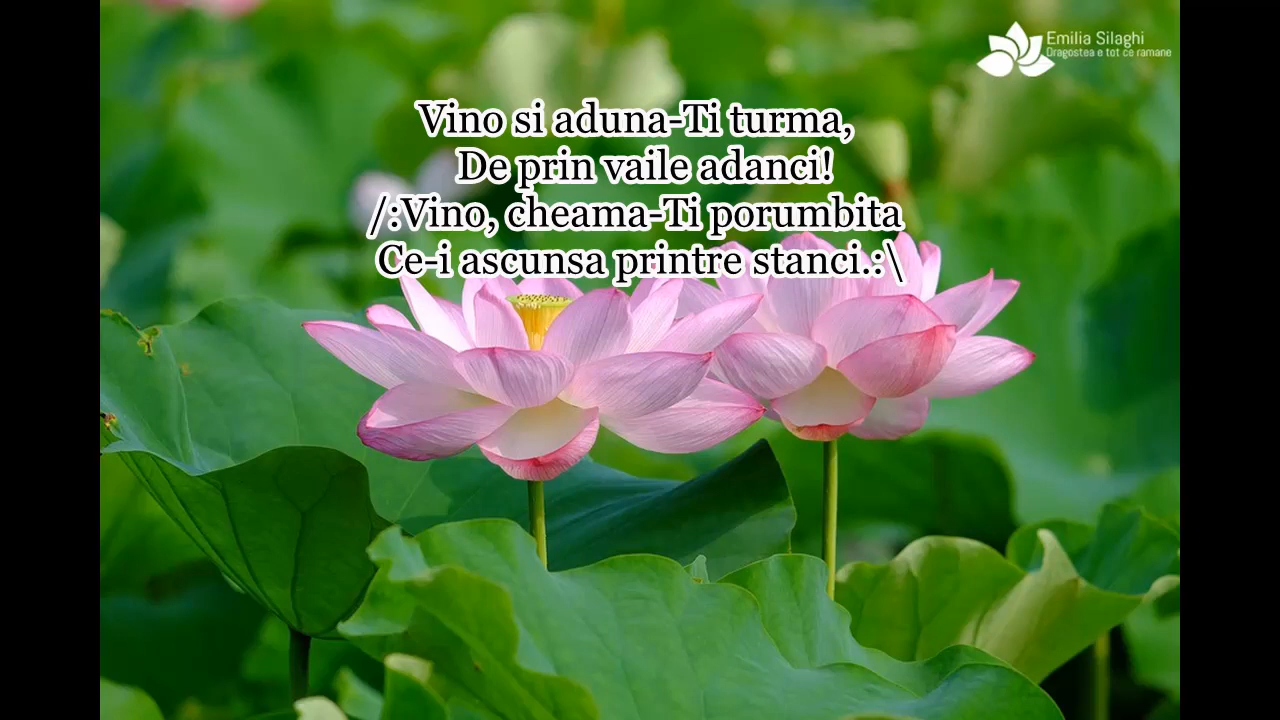 Emilia Silaghi
Dragostea e tot ce ramane
Vino si aduna-Ti turma,
De prin vaile adanci!
/:Vino, cheama-Ti porumbita
Ce-i ascunsa printre stanci.:\